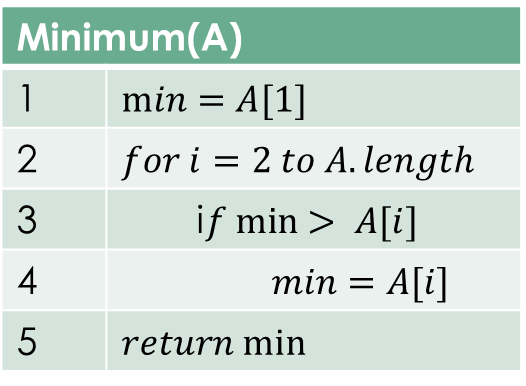 Minimum(A)
1 min = A[1]
2 for i = 2 to A.length
3 if min > A[i]
4 min = A[i]
5 return min